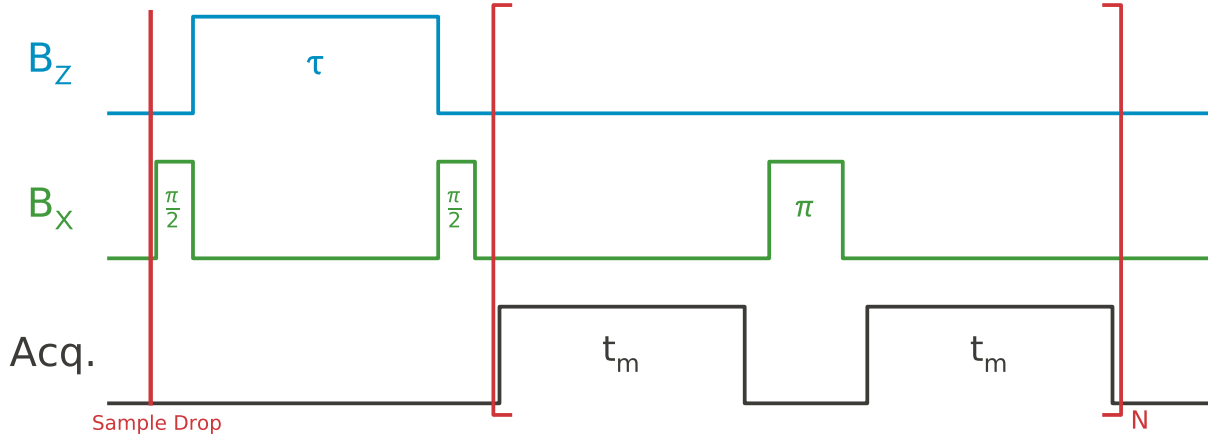 B_Z
τ
B_X
π/2
π/2
π
Acq.
t_m
t_m
Sample Drop
N